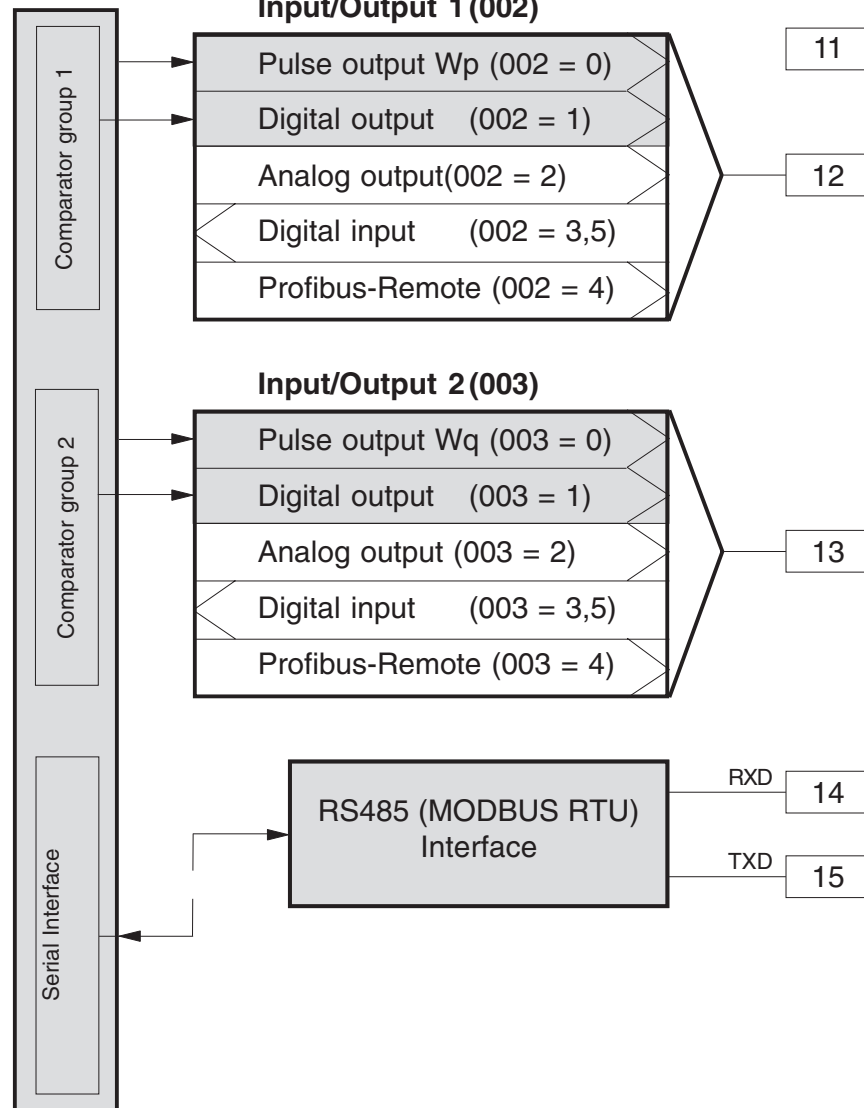 Input/Output 1 (002)
Comparator group 1
Pulse output Wp (002 = 0)
Digital output (002 = 1)
Analog output(002 = 2)
Digital input (002 = 3,5)
Profibus-Remote (002 = 4)
11
12
Input/Output 2 (003)
Comparator group 2
Pulse output Wq (003 = 0)
Digital output (003 = 1)
Analog output (003 = 2)
Digital input (003 = 3,5)
Profibus-Remote (003 = 4)
13
Serial Interface
RS485 (MODBUS RTU)
Interface
RXD
14
TXD
15